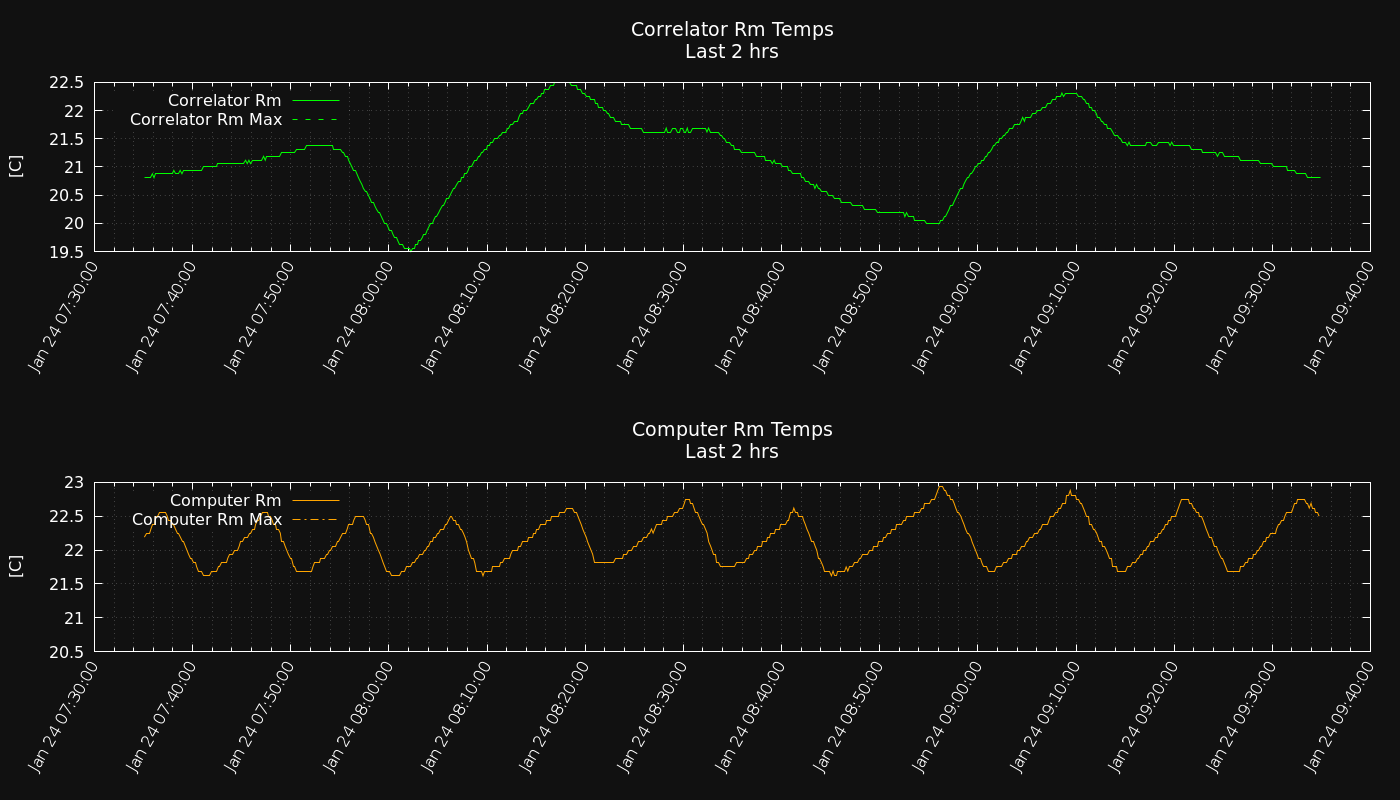 Correlator Rm Temps
Last 2 hrs
22.5
22
21.5
21
20.5
20
19.5
[C]
Correlator Rm
Correlator Rm Max
Jan 24 07:30:00
Jan 24 07:40:00
Jan 24 07:50:00
Jan 24 08:00:00
Jan 24 08:10:00
Jan 24 08:20:00
Jan 24 08:30:00
Jan 24 08:40:00
Jan 24 08:50:00
Jan 24 09:00:00
Jan 24 09:10:00
Jan 24 09:20:00
Jan 24 09:30:00
Jan 24 09:40:00
Computer Rm Temps
Last 2 hrs
23
22.5
22
21.5
21
20.5
[C]
Computer Rm
Computer Rm Max
Jan 24 07:30:00
Jan 24 07:40:00
Jan 24 07:50:00
Jan 24 08:00:00
Jan 24 08:10:00
Jan 24 08:20:00
Jan 24 08:30:00
Jan 24 08:40:00
Jan 24 08:50:00
Jan 24 09:00:00
Jan 24 09:10:00
Jan 24 09:20:00
Jan 24 09:30:00
Jan 24 09:40:00